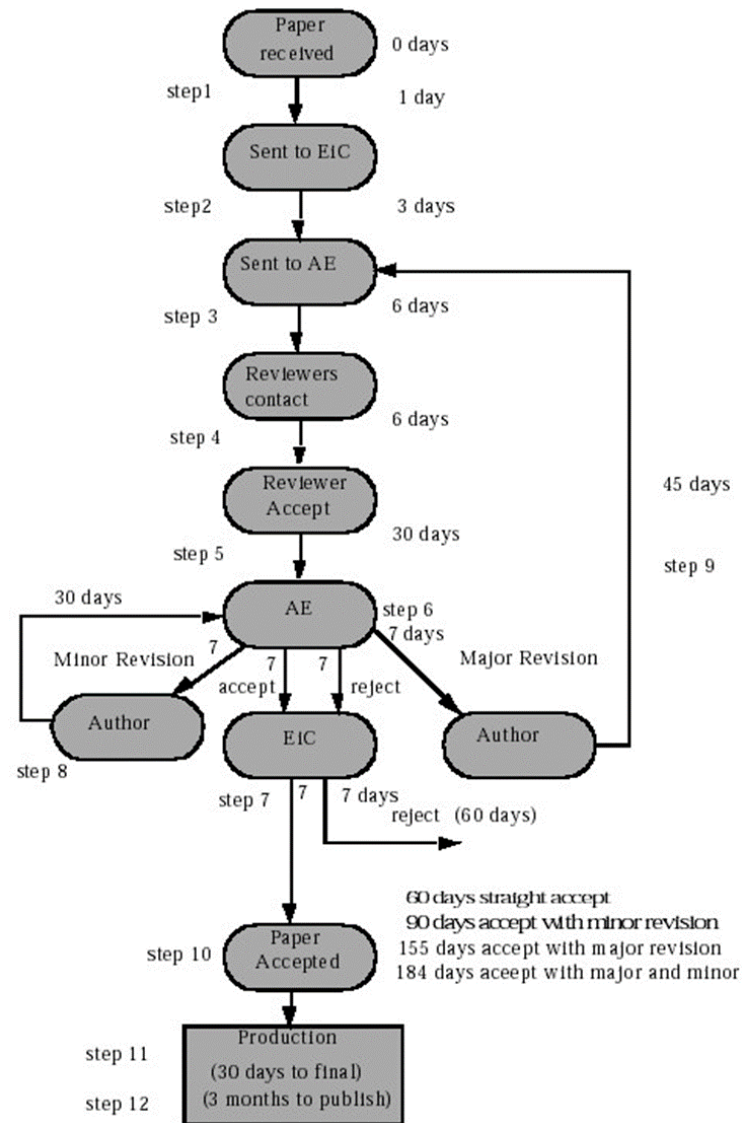 Paper
received
0 days
step1
1 day
Sent to EiC
step2
3 days
Sent to AE
6 days
step 3
Reviewers
contact
6 days
step 4
Reviewer
Accept
45 days
30 days
step 5
step 9
30 days
AE
step 6
7 days
7
Minor Revision
7
7
Major Revision
accept
reject
Author
EiC
Author
step 8
step 7
7
7 days
reject (60 days)
60 days straight accept
90 days accept with minor revision
155 days accept with major revision
184 days aceept with major and minor
step 10
Paper
Accepted
Production
step 11
(30 days to final)
(3 months to publish)
step 12